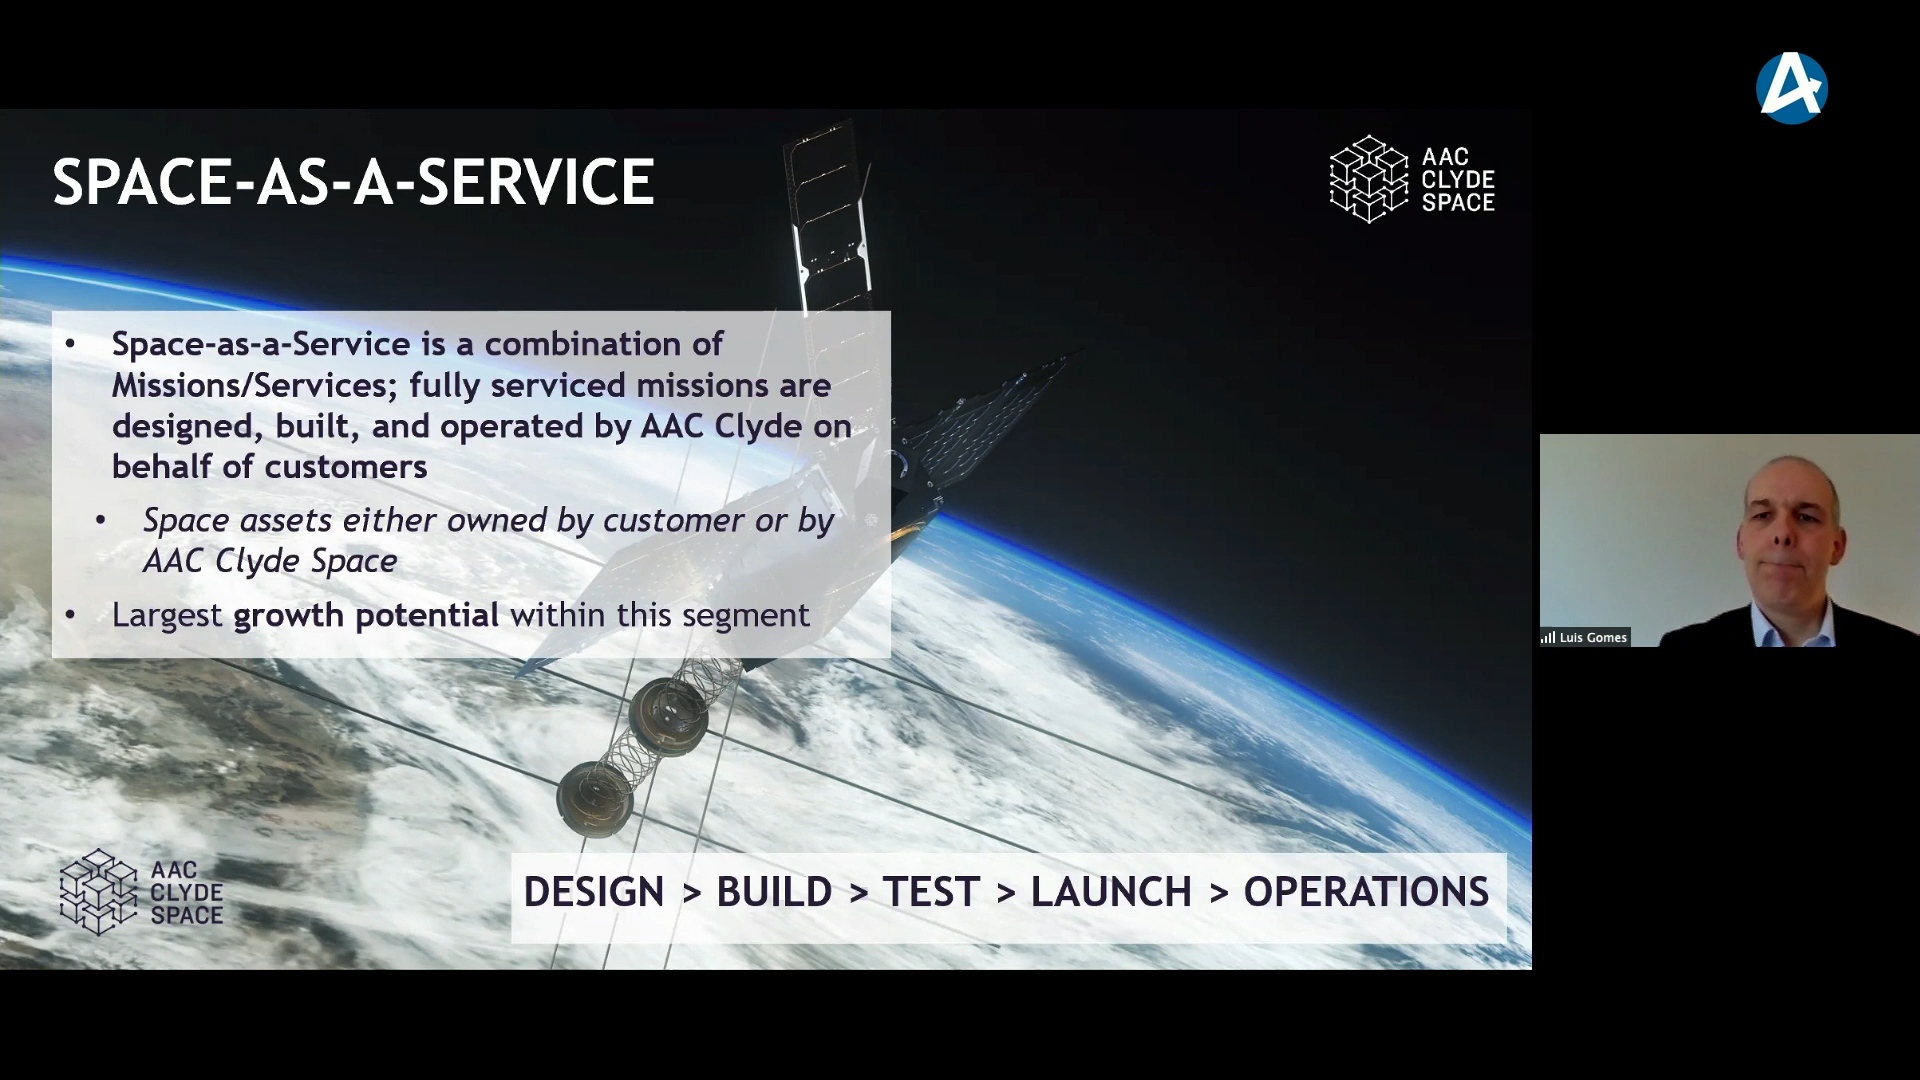 SPACE-AS-A-SERVICE
AAC
CLYDE
SPACE
• Space-as-a-Service is a combination of
Missions/Services; fully serviced missions are
designed, built, and operated by AAC Clyde on
behalf of customers
• Space assets either owned by customer or by
AAC Clyde Space
• Largest growth potential within this segment
Luis Gomes
AAC
CLYDE
SPACE
DESIGN > BUILD > TEST > LAUNCH > OPERATIONS